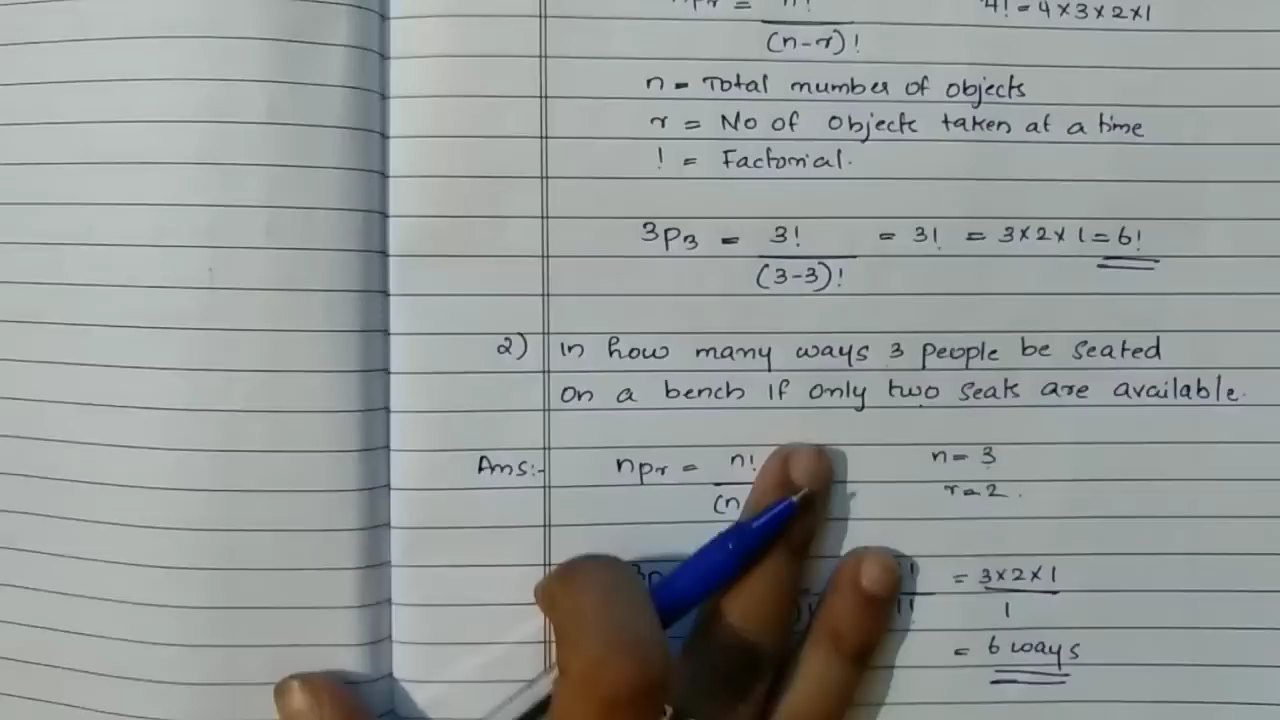 npr = n! 4! = 4×3×2×1
(n-r)!
n = Total number of objects
r = No of objects taken at a time
! = Factorial.
3P3 = 3! = 3! = 3×2×1 = 6!
(3-3)!
2) In how many ways 3 people be seated
on a bench if only two seats are available.
Ans:- npr = n! n = 3
(n r = 2.
= 3×2×1
1
= 6 ways